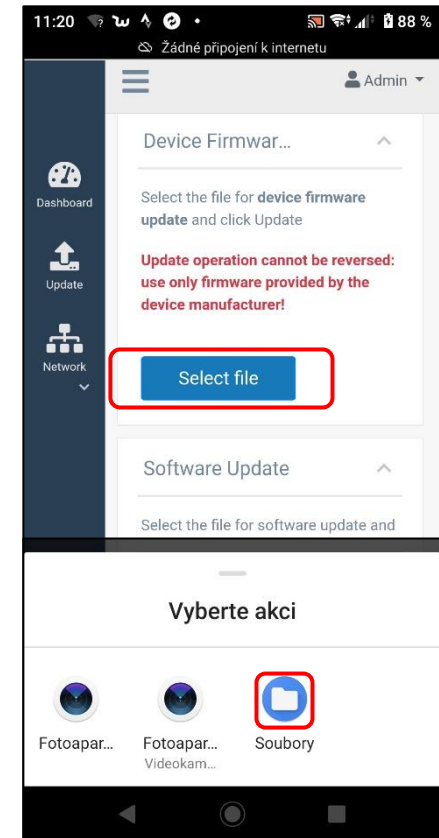 11:20 88 %
Žádné připojení k internetu
Admin
Device Firmwar...
Dashboard
Select the file for device firmware
update and click Update
Update
Update operation cannot be reversed:
use only firmware provided by the
device manufacturer!
Network
Select file
Software Update
Select the file for software update and
Vyberte akci
Fotoapar...
Fotoapar...
Videokam...
Soubory